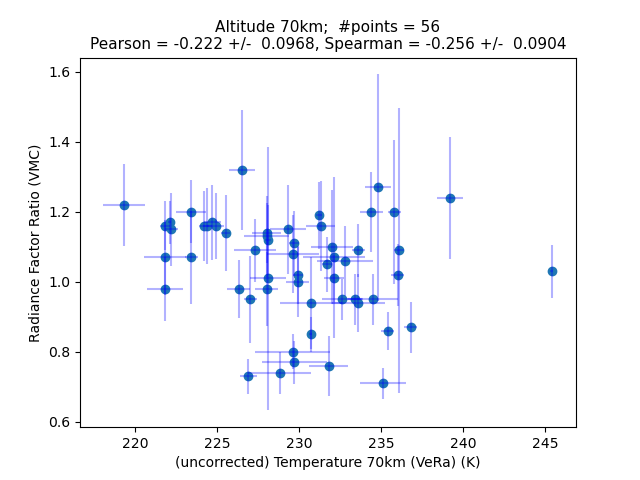 Altitude 70km;  #points = 56
Pearson = -0.222 +/-  0.0968, Spearman = -0.256 +/-  0.0904
1.6
1.4
1.2
1.0
0.8
0.6
Radiance Factor Ratio (VMC)
220 225 230 235 240 245
(uncorrected) Temperature 70km (VeRa) (K)